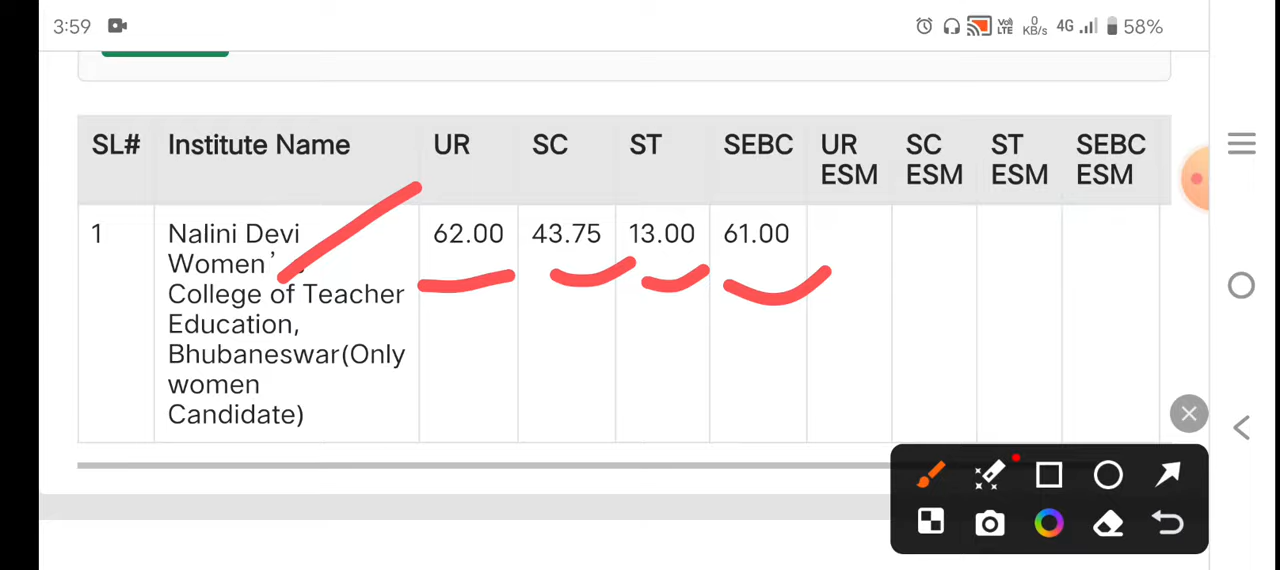 3:59 Vo) LTE 0 KB/s 4G 58%
SL# Institute Name UR SC ST SEBC UR ESM SC ESM ST ESM SEBC ESM
1 Nalini Devi 62.00 43.75 13.00 61.00
Women’
College of Teacher
Education,
Bhubaneswar(Only
women
Candidate)